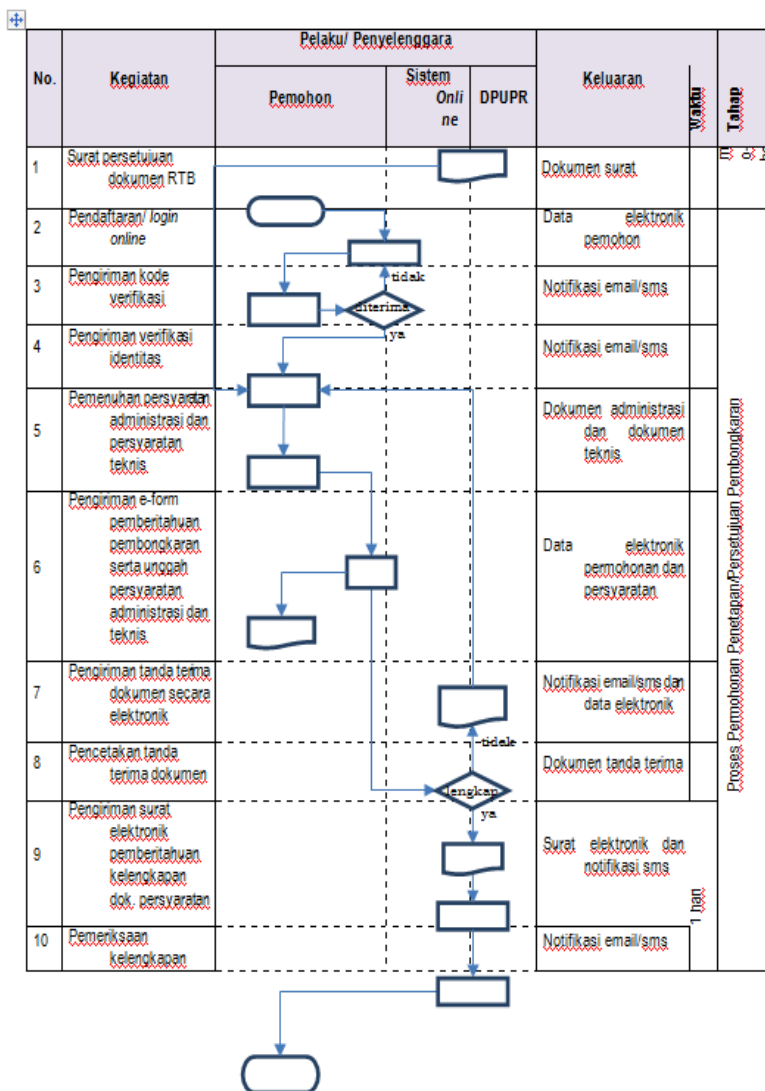 Pelaku/ Penyelenggara
No.
Kegiatan
Pemohon
Sistem
Onli
ne
DPUPR
Keluaran
Waktu
Tahap
1
Surat persetujuan
dokumen RTB
Dokumen surat
2
Pendaftaran/ login
online
Data elektronik
pemohon
tidak
3
Pengiriman kode
verifikasi
diterima
Notifikasi email/sms
ya
4
Pengiriman verifikasi
identitas
Notifikasi email/sms
5
Pemenuhan persyaratan
administrasi dan
persyaratan
teknis
Dokumen administrasi
dan dokumen
teknis
6
Pengiriman e-form
pemberitahuan
pembongkaran
serta unggah
persyaratan
administrasi dan
teknis
Data elektronik
permohonan dan
persyaratan
7
Pengiriman tanda terima
dokumen secara
elektronik
Notifikasi email/sms dan
data elektronik
tidak
8
Pencetakan tanda
terima dokumen
lengkap
Dokumen tanda terima
ya
9
Pengiriman surat
elektronik
pemberitahuan
kelengkapan
dok. persyaratan
Surat elektronik dan
notifikasi sms
1 hari
10
Pemeriksaan
kelengkapan
Notifikasi email/sms
Proses Permohonan Penetapan/Persetujuan Pembongkaran